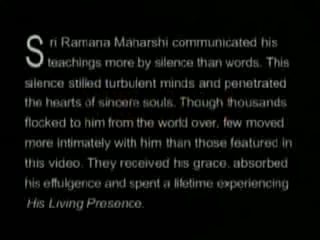 Sri Ramana Maharshi communicated his
teachings more by silence than words. This
silence stilled turbulent minds and penetrated
the hearts of sincere souls. Though thousands
flocked to him from the world over, few moved
more intimately with him than those featured in
this video. They received his grace, absorbed
his effulgence and spent a lifetime experiencing
His Living Presence.